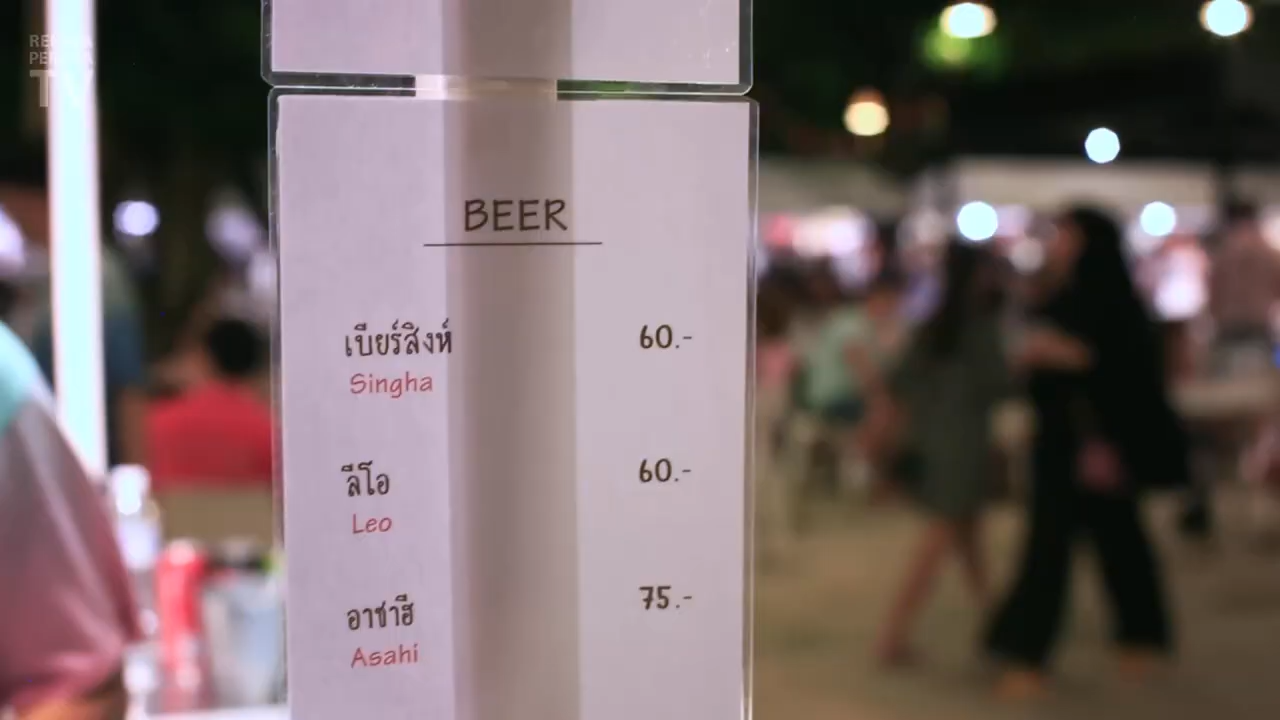 TV
BEER
เบียร์สิงห์ 60.-
Singha
ลีโอ 60.-
Leo
อาซาฮี 75.-
Asahi